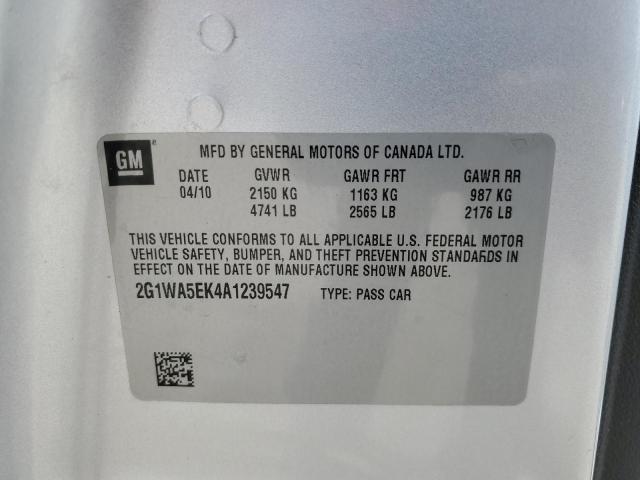 GM
MFD BY GENERAL MOTORS OF CANADA LTD.
DATE GVWR GAWR FRT GAWR RR
04/10 2150 KG 1163 KG 987 KG
4741 LB 2565 LB 2176 LB
THIS VEHICLE CONFORMS TO ALL APPLICABLE U.S. FEDERAL MOTOR
VEHICLE SAFETY, BUMPER, AND THEFT PREVENTION STANDARDS IN
EFFECT ON THE DATE OF MANUFACTURE SHOWN ABOVE.
2G1WA5EK4A1239547 TYPE: PASS CAR